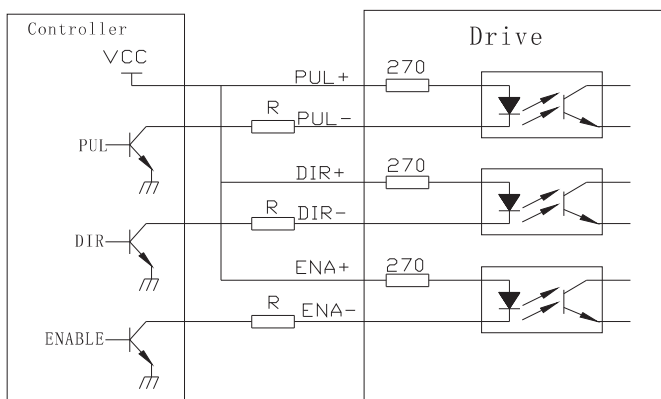 Controller
Drive
VCC
PUL+
270
R
PUL-
PUL
DIR+
270
R
DIR-
DIR
ENA+
270
R
ENA-
ENABLE